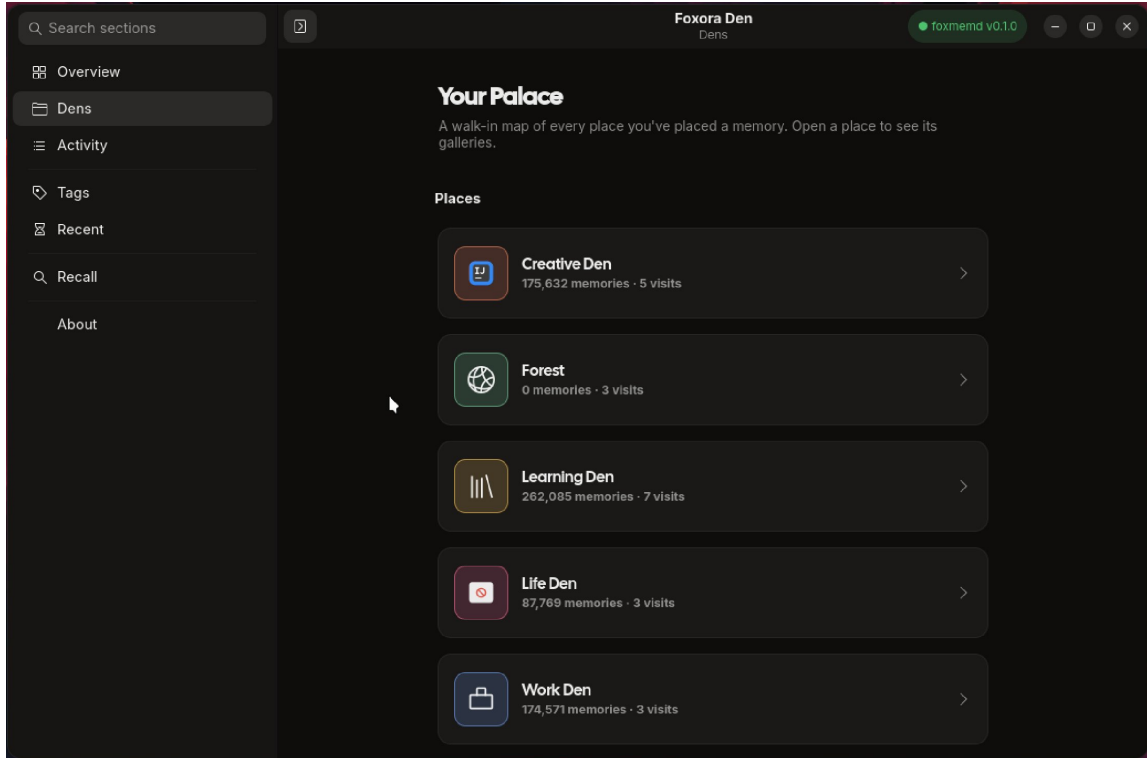 Search sections
Overview
Dens
Activity
Tags
Recent
Recall
About
Foxora Den
Dens
foxmemd v0.1.0
Your Palace
A walk-in map of every place you've placed a memory. Open a place to see its
galleries.
Places
IJ
Creative Den
175,632 memories · 5 visits
Forest
0 memories · 3 visits
Learning Den
262,085 memories · 7 visits
Life Den
87,769 memories · 3 visits
Work Den
174,571 memories · 3 visits